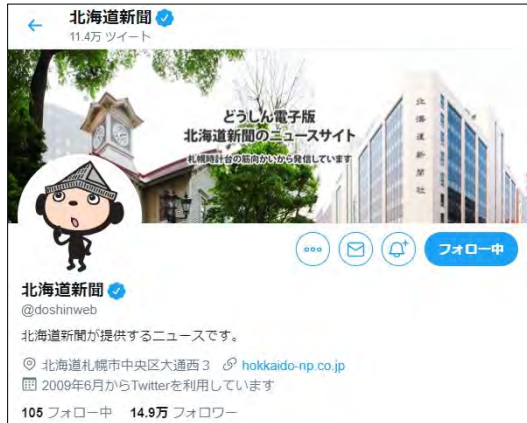 北海道新聞
11.4万 ツイート
どうしん電子版
北海道新聞のニュースサイト
札幌時計台の筋向かいから発信しています
北海道新聞社
フォロー中
北海道新聞
@doshinweb
北海道新聞が提供するニュースです。
北海道札幌市中央区大通西３ hokkaido-np.co.jp
2009年6月からTwitterを利用しています
105 フォロー中 14.9万 フォロワー